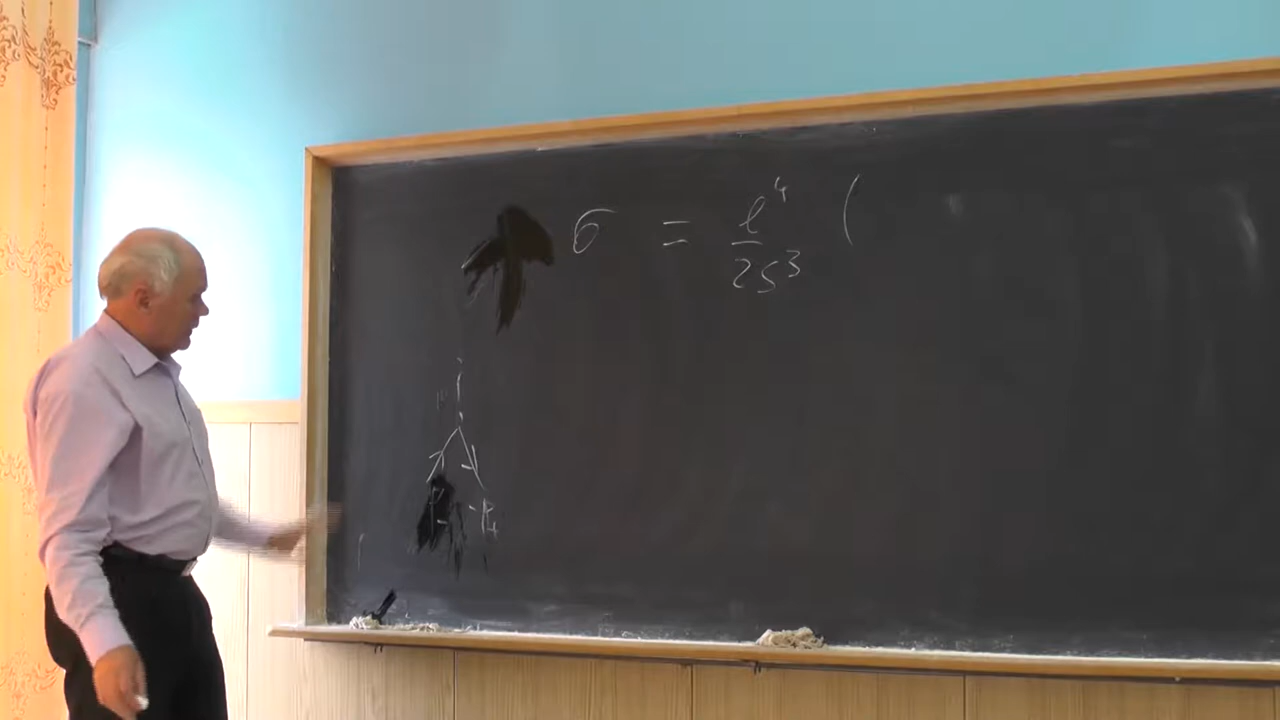 б = e⁴/2s³ (